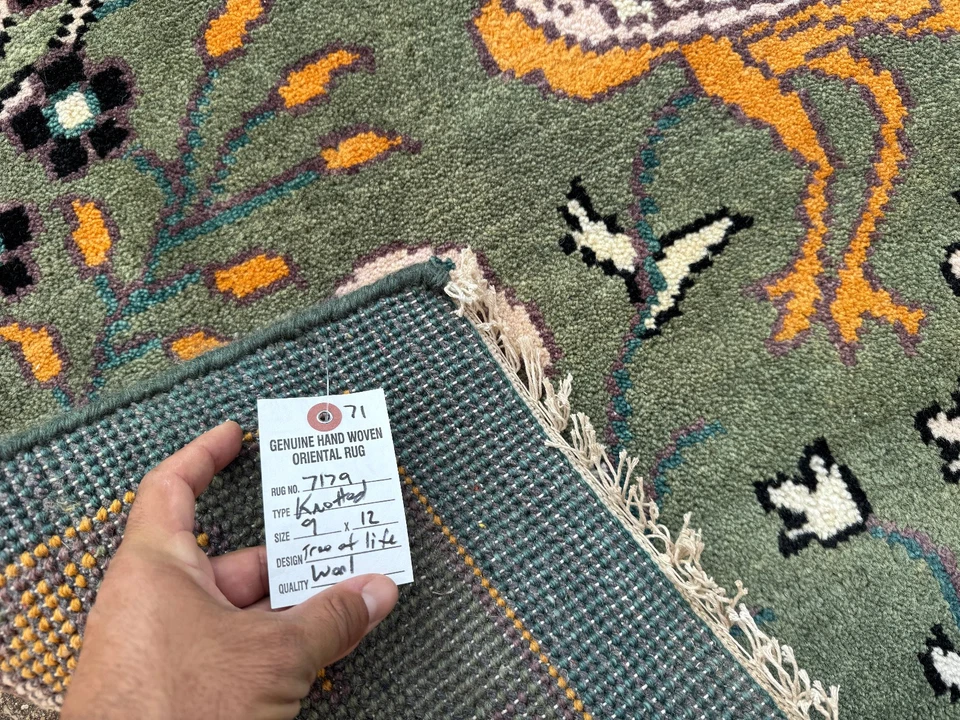 71
GENUINE HAND WOVEN
ORIENTAL RUG
RUG NO. 7179
TYPE Knotted
SIZE 9 X 12
DESIGN Tree of life
QUALITY Wool